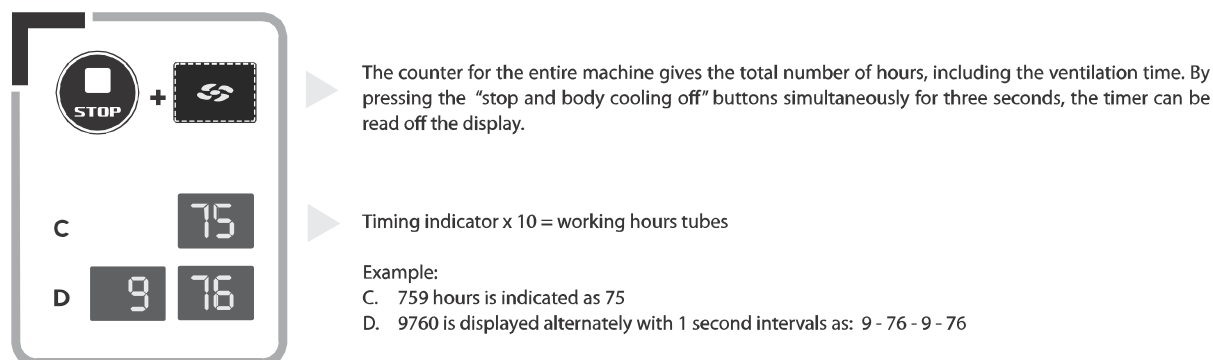 STOP
+
The counter for the entire machine gives the total number of hours, including the ventilation time. By
pressing the “stop and body cooling off” buttons simultaneously for three seconds, the timer can be
read off the display.
C
75
Timing indicator x 10 = working hours tubes
D
9
76
Example:
C. 759 hours is indicated as 75
D. 9760 is displayed alternately with 1 second intervals as: 9 - 76 - 9 - 76